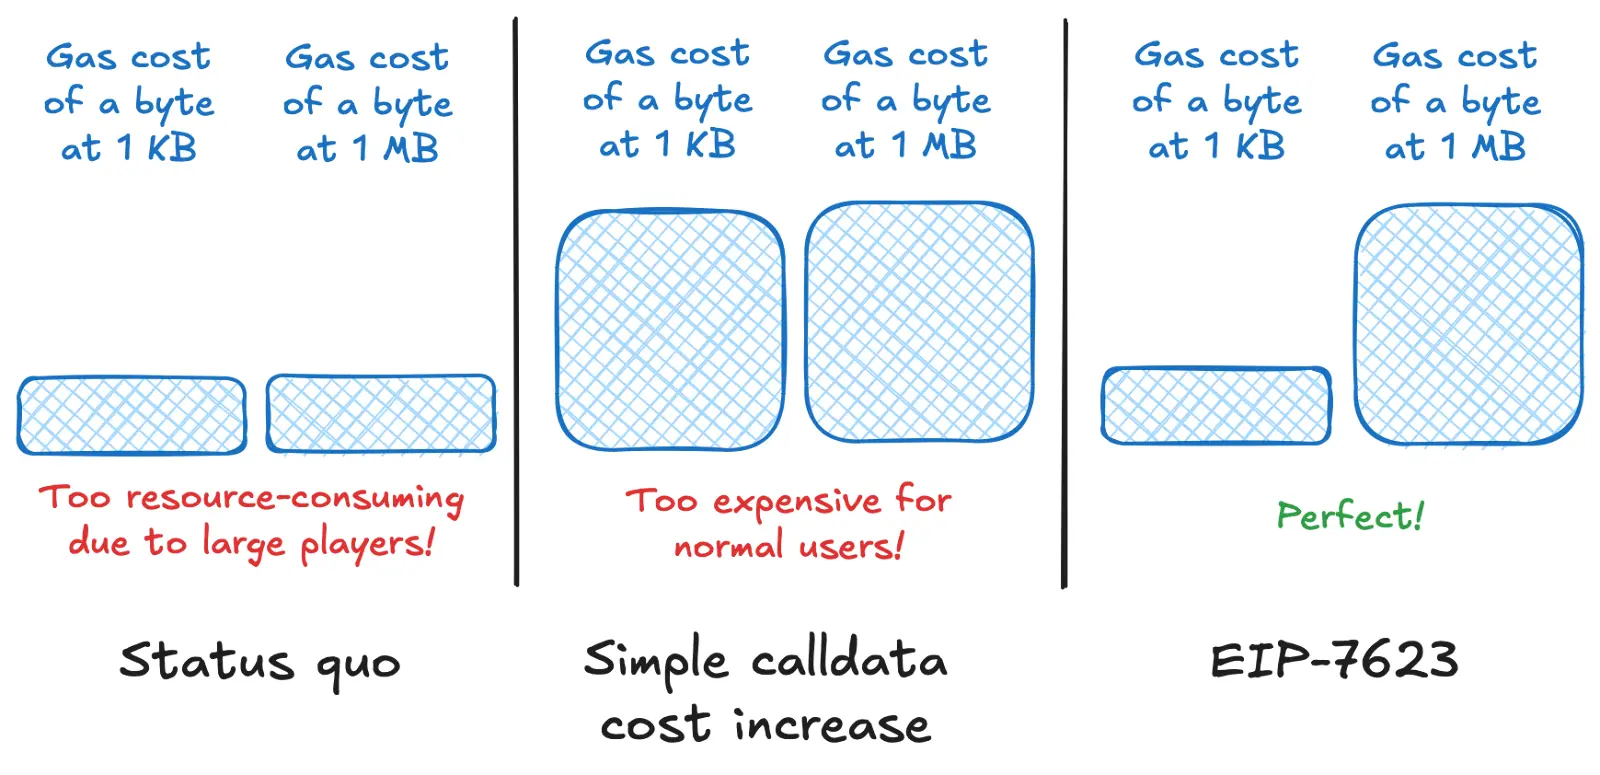 Gas cost
of a byte
at 1 KB
Gas cost
of a byte
at 1 MB
Too resource-consuming
due to large players!
Status quo
Gas cost
of a byte
at 1 KB
Gas cost
of a byte
at 1 MB
Too expensive for
normal users!
Simple calldata
cost increase
Gas cost
of a byte
at 1 KB
Gas cost
of a byte
at 1 MB
Perfect!
EIP-7623